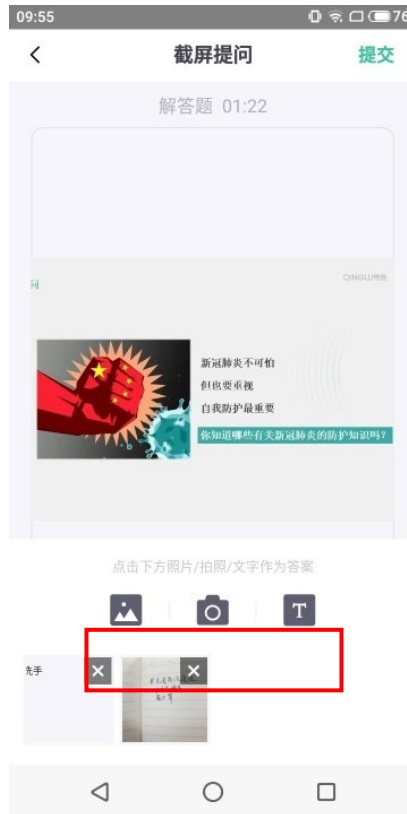 09:55
76
截屏提问
提交
解答题 01:22
问
QINGLU
新冠肺炎不可怕
但也要重视
自我防护最重要
你知道哪些有关新冠肺炎的防护知识吗?
点击下方照片/拍照/文字作为答案
T
先手